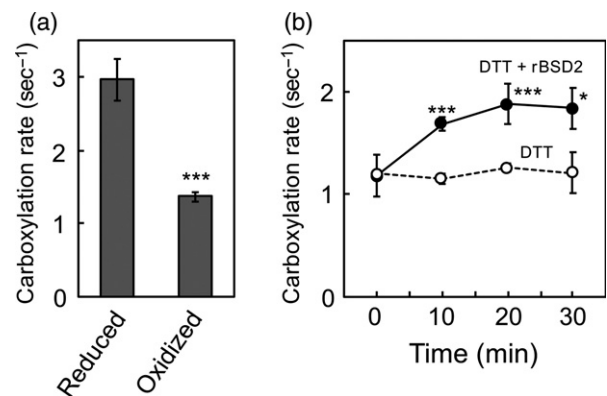 (a)
Carboxylation rate (sec⁻¹)
3
2
1
0
***
Reduced
Oxidized
(b)
Carboxylation rate (sec⁻¹)
2
1
0
DTT + rBSD2
***
***
*
DTT
0 10 20 30
Time (min)